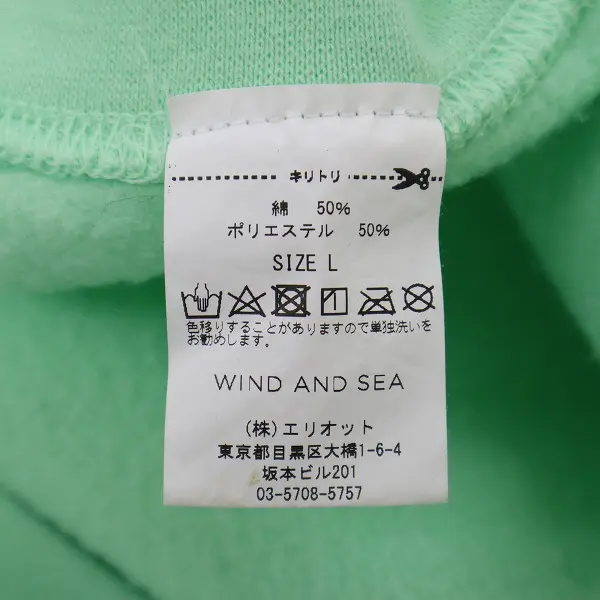 キリトリ
綿 50%
ポリエステル 50%
SIZE L
色移りすることがありますので単独洗いを
お勧めします。
WIND AND SEA
(株)エリオット
東京都目黒区大橋1-6-4
坂本ビル201
03-5708-5757